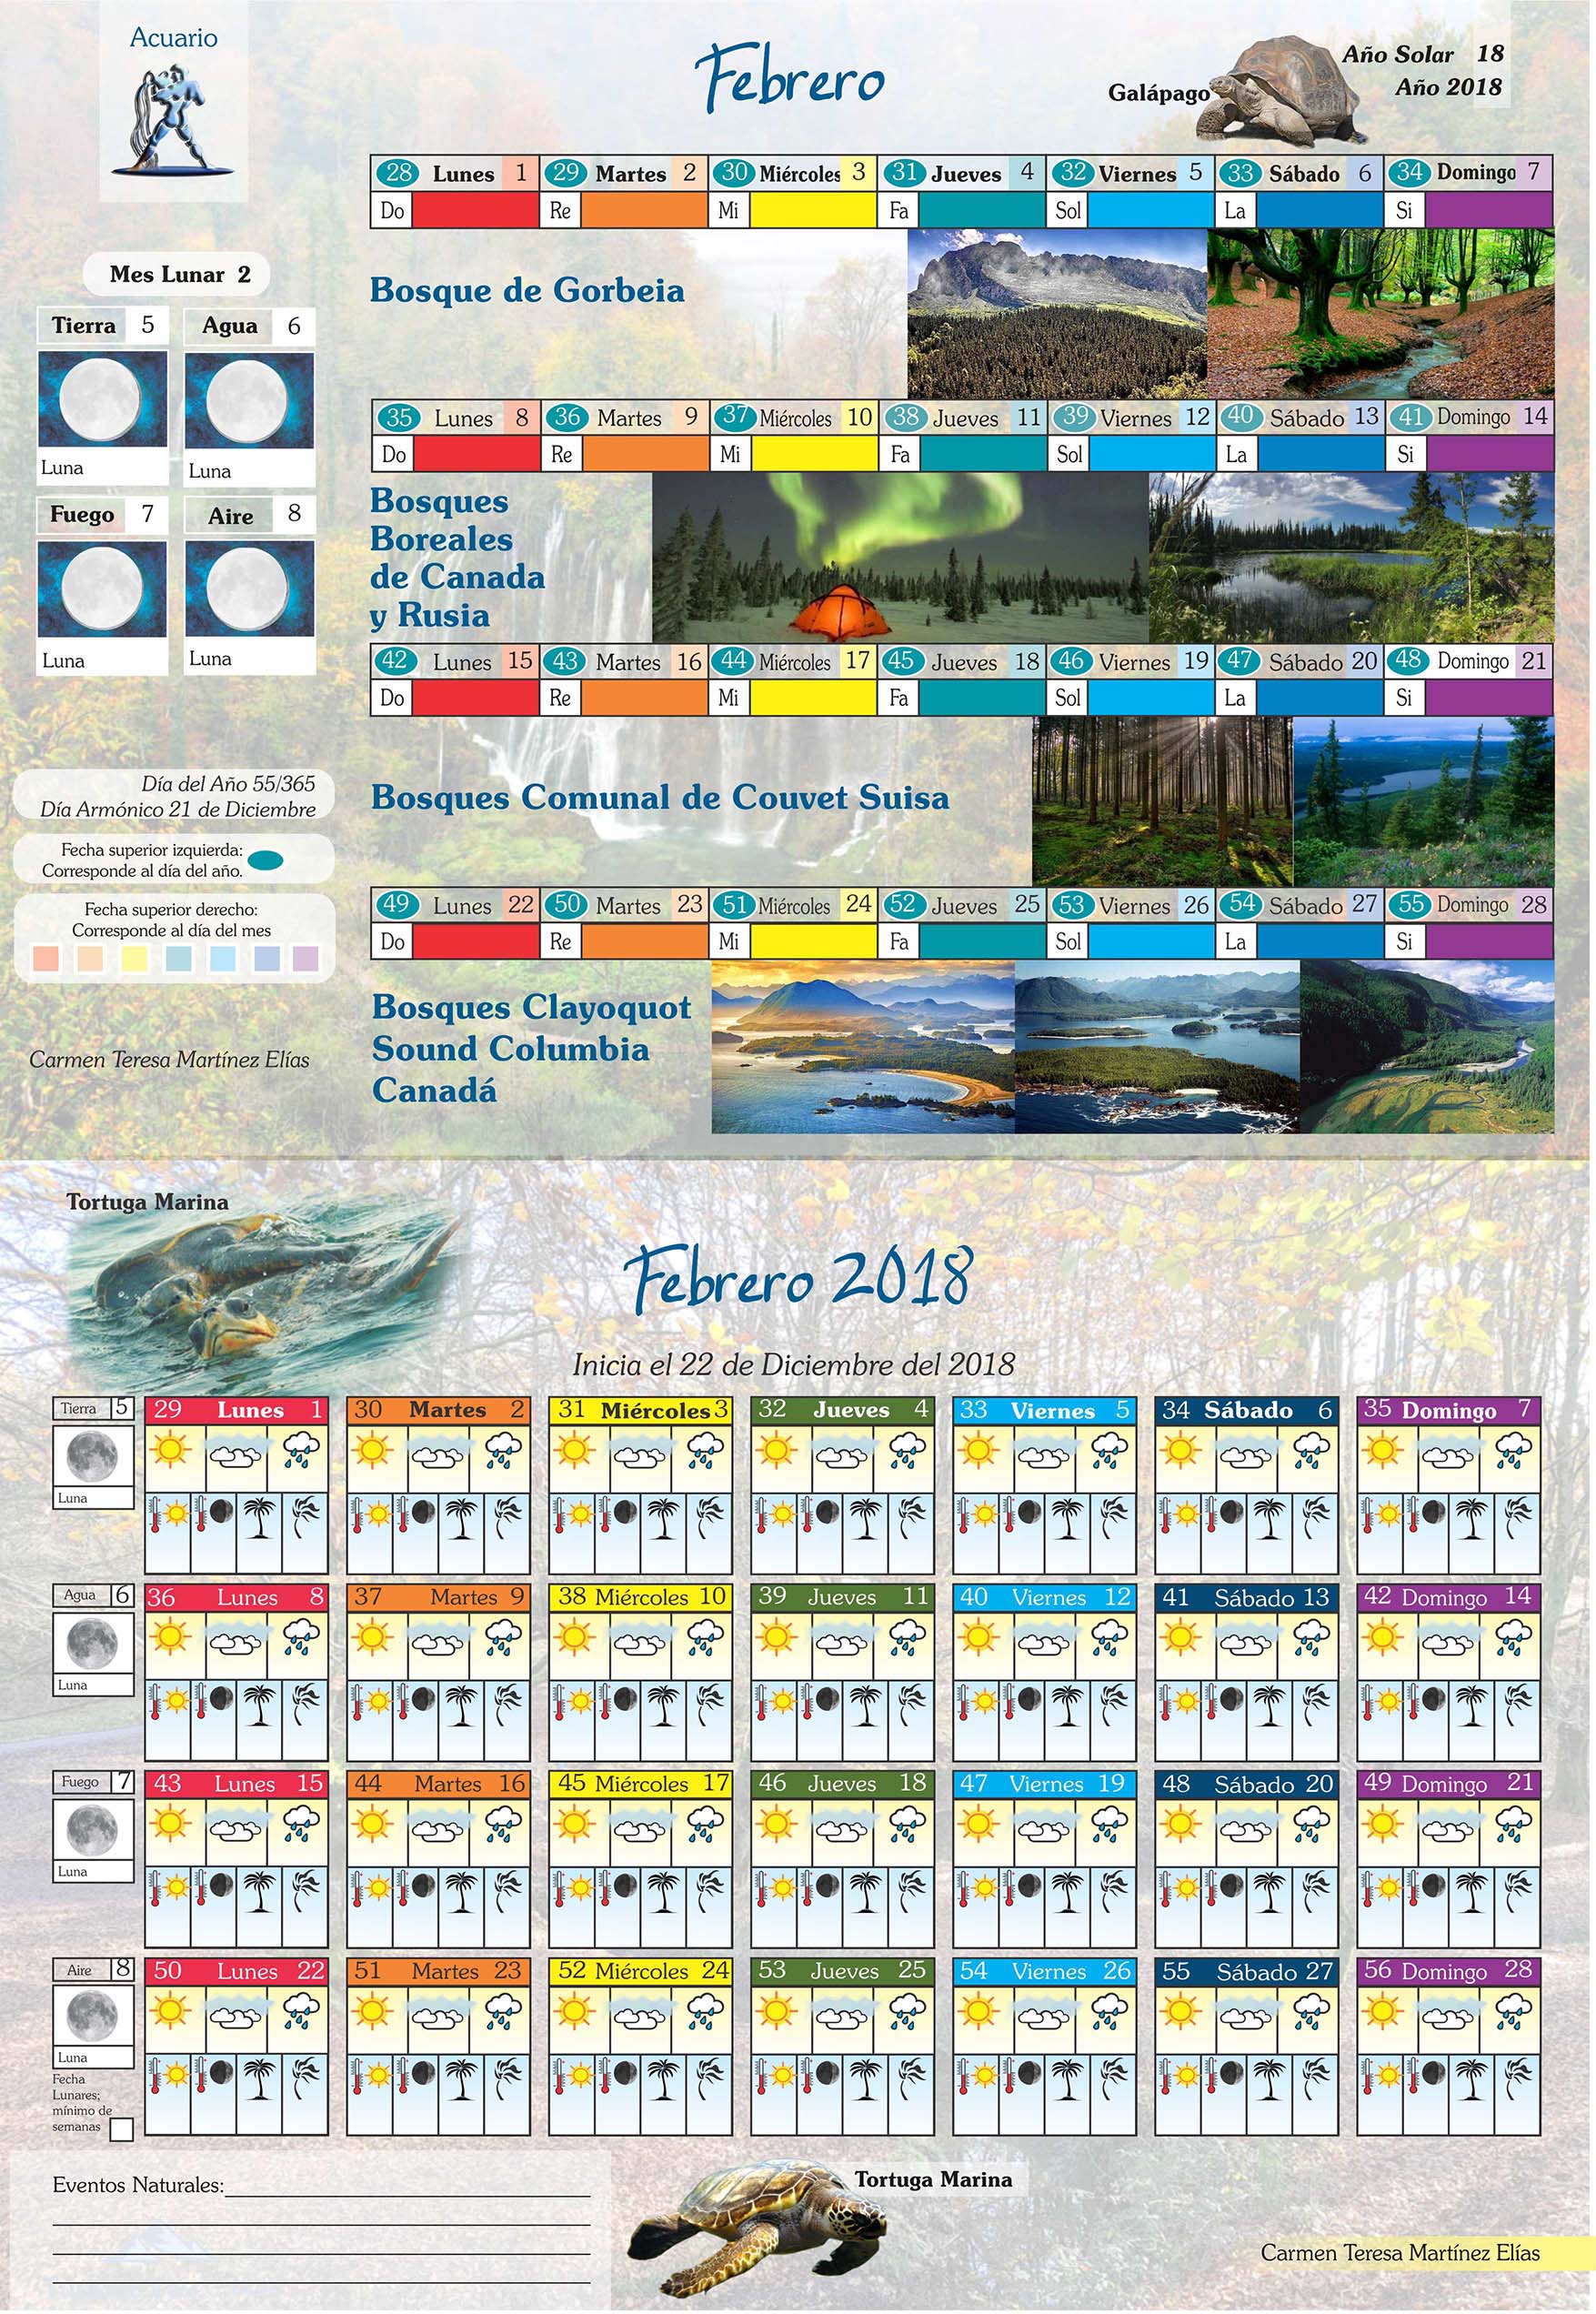 Acuario
Febrero
Galápago
Año Solar 18
Año 2018
28 Lunes 1 29 Martes 2 30 Miércoles 3 31 Jueves 4 32 Viernes 5 33 Sábado 6 34 Domingo 7
Do Re Mi Fa Sol La Si
Bosque de Gorbeia
Mes Lunar 2
Tierra 5 Agua 6
Luna Luna
Fuego 7 Aire 8
Luna Luna
35 Lunes 8 36 Martes 9 37 Miércoles 10 38 Jueves 11 39 Viernes 12 40 Sábado 13 41 Domingo 14
Do Re Mi Fa Sol La Si
Bosques
Boreales
de Canada
y Rusia
42 Lunes 15 43 Martes 16 44 Miércoles 17 45 Jueves 18 46 Viernes 19 47 Sábado 20 48 Domingo 21
Do Re Mi Fa Sol La Si
Bosques Comunal de Couvet Suisa
Día del Año 55/365
Día Armónico 21 de Diciembre
Fecha superior izquierda:
Corresponde al día del año.
Fecha superior derecho:
Corresponde al día del mes
49 Lunes 22 50 Martes 23 51 Miércoles 24 52 Jueves 25 53 Viernes 26 54 Sábado 27 55 Domingo 28
Do Re Mi Fa Sol La Si
Bosques Clayoquot
Sound Columbia
Canadá
Carmen Teresa Martínez Elías
Tortuga Marina
Febrero 2018
Inicia el 22 de Diciembre del 2018
Tierra 5 29 Lunes 1 30 Martes 2 31 Miércoles 3 32 Jueves 4 33 Viernes 5 34 Sábado 6 35 Domingo 7
Luna
Agua 6 36 Lunes 8 37 Martes 9 38 Miércoles 10 39 Jueves 11 40 Viernes 12 41 Sábado 13 42 Domingo 14
Luna
Fuego 7 43 Lunes 15 44 Martes 16 45 Miércoles 17 46 Jueves 18 47 Viernes 19 48 Sábado 20 49 Domingo 21
Luna
Aire 8 50 Lunes 22 51 Martes 23 52 Miércoles 24 53 Jueves 25 54 Viernes 26 55 Sábado 27 56 Domingo 28
Luna
Fecha
Lunares;
mínimo de
semanas
Eventos Naturales:
Tortuga Marina
Carmen Teresa Martínez Elías